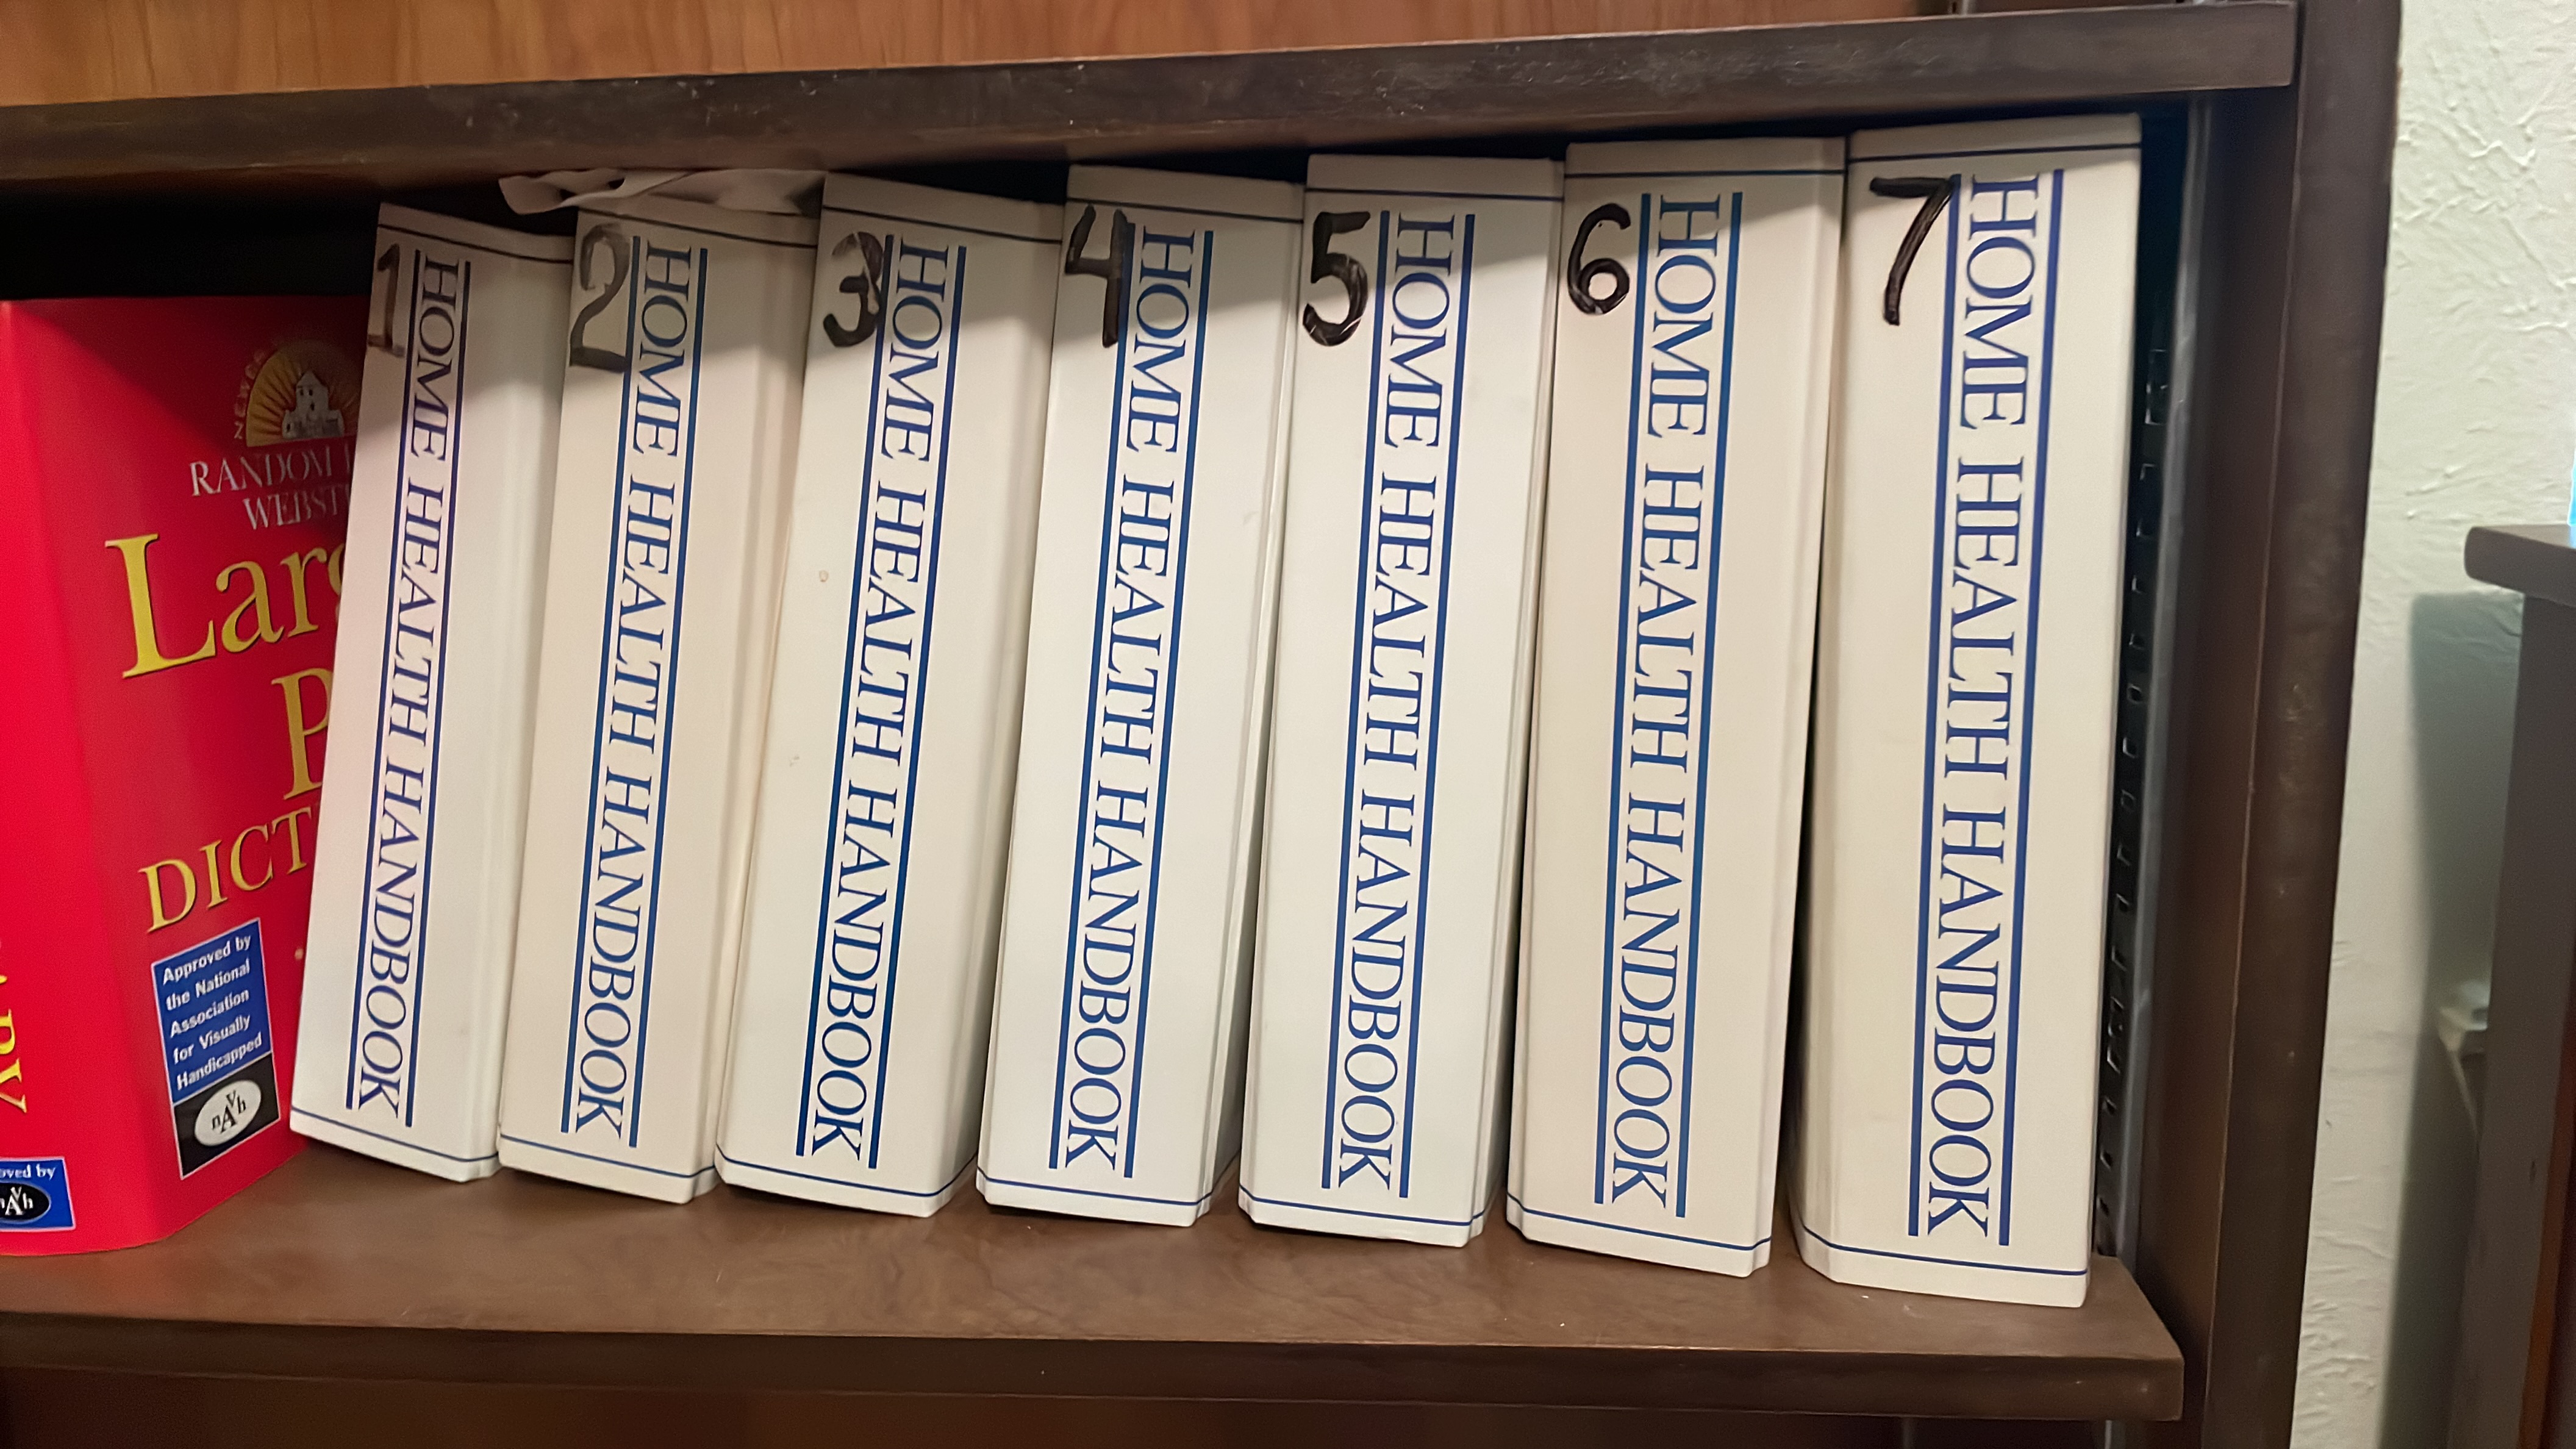 RANDOM
WEBST
Larg
P
DICT
Approved by
the National
Association
for Visually
Handicapped
nAvh
RY
oved by
nAvh
1
HOME HEALTH HANDBOOK
2
HOME HEALTH HANDBOOK
3
HOME HEALTH HANDBOOK
4
HOME HEALTH HANDBOOK
5
HOME HEALTH HANDBOOK
6
HOME HEALTH HANDBOOK
7
HOME HEALTH HANDBOOK